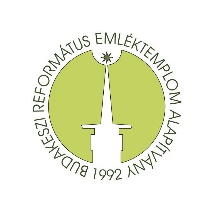 BUDAKESZI REFORMÁTUS EMLÉKTEMPLOM ALAPÍTVÁNY 1992